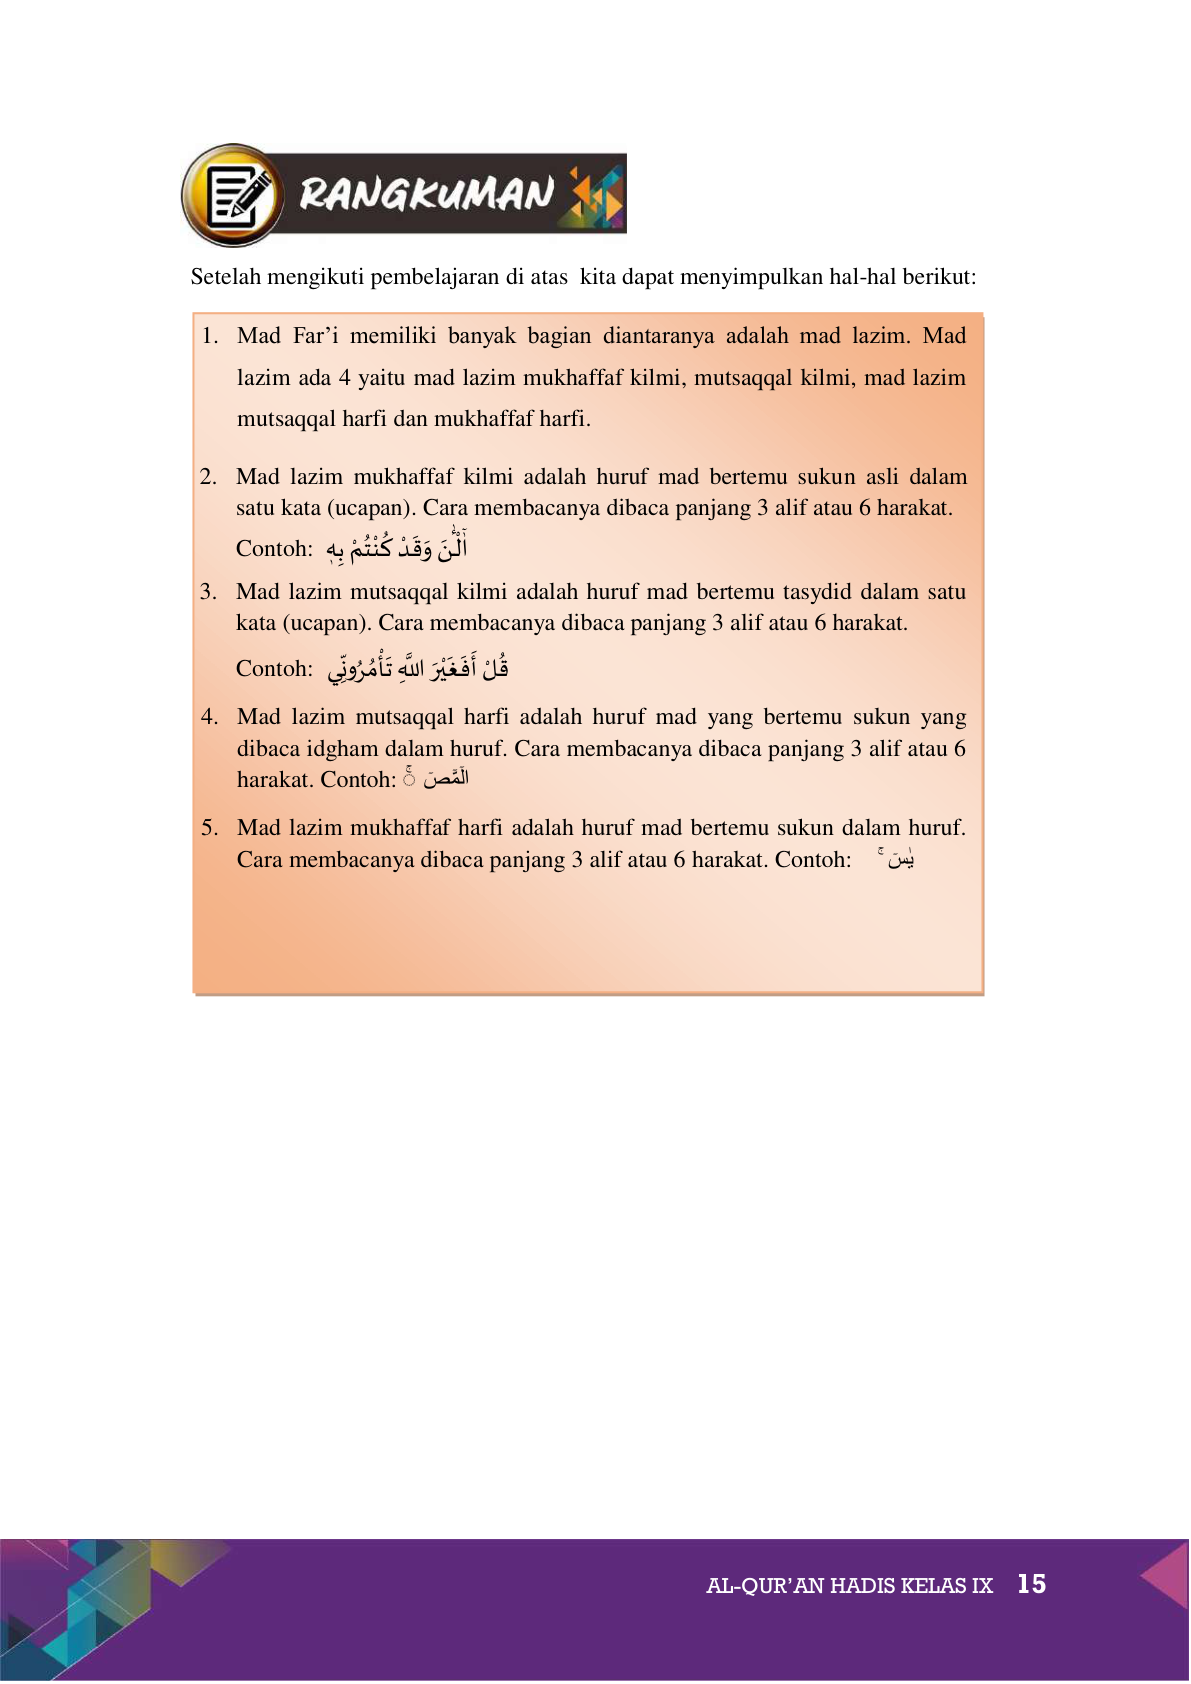 RANGKUMAN
Setelah mengikuti pembelajaran di atas kita dapat menyimpulkan hal-hal berikut:
1. Mad Far’i memiliki banyak bagian diantaranya adalah mad lazim. Mad
lazim ada 4 yaitu mad lazim mukhaffaf kilmi, mutsaqqal kilmi, mad lazim
mutsaqqal harfi dan mukhaffaf harfi.
2. Mad lazim mukhaffaf kilmi adalah huruf mad bertemu sukun asli dalam
satu kata (ucapan). Cara membacanya dibaca panjang 3 alif atau 6 harakat.
Contoh: آٰلْـَٰٔنَ وَقَدْ كُنْتُمْ بِهٖ
3. Mad lazim mutsaqqal kilmi adalah huruf mad bertemu tasydid dalam satu
kata (ucapan). Cara membacanya dibaca panjang 3 alif atau 6 harakat.
Contoh: قُلْ أَفَغَيْرَ اللَّهِ تَأْمُرُونِّي
4. Mad lazim mutsaqqal harfi adalah huruf mad yang bertemu sukun yang
dibaca idgham dalam huruf. Cara membacanya dibaca panjang 3 alif atau 6
harakat. Contoh: الَمَّصۤ ۚ
5. Mad lazim mukhaffaf harfi adalah huruf mad bertemu sukun dalam huruf.
Cara membacanya dibaca panjang 3 alif atau 6 harakat. Contoh: يٰسۤ ۚ
AL-QUR’AN HADIS KELAS IX 15